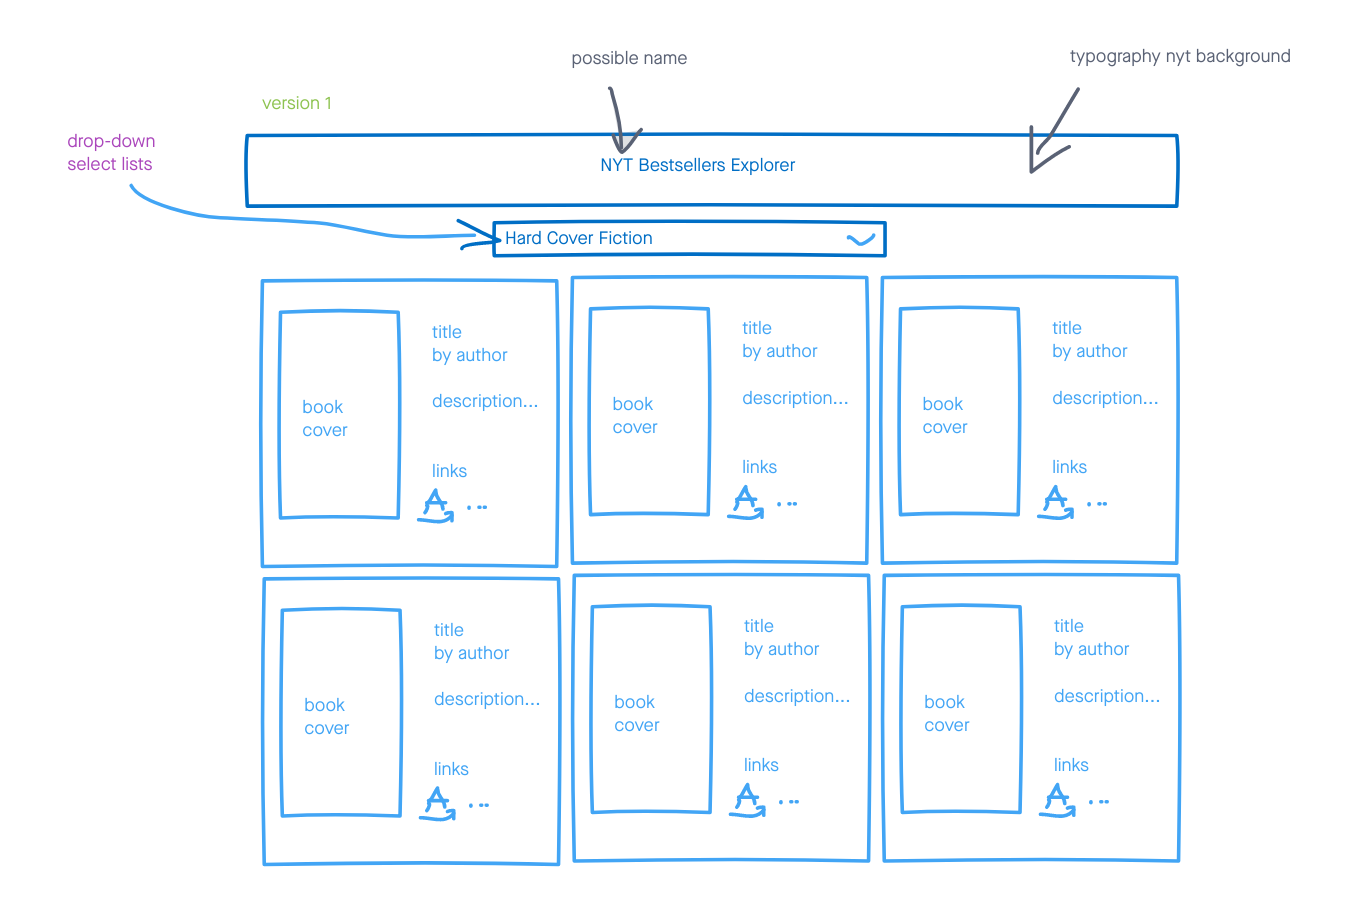 possible name
typography nyt background
version 1
drop-down
select lists
NYT Bestsellers Explorer
Hard Cover Fiction
title
by author
description...
book
cover
links
A ...
title
by author
description...
book
cover
links
A ...
title
by author
description...
book
cover
links
A ...
title
by author
description...
book
cover
links
A ...
title
by author
description...
book
cover
links
A ...
title
by author
description...
book
cover
links
A ...